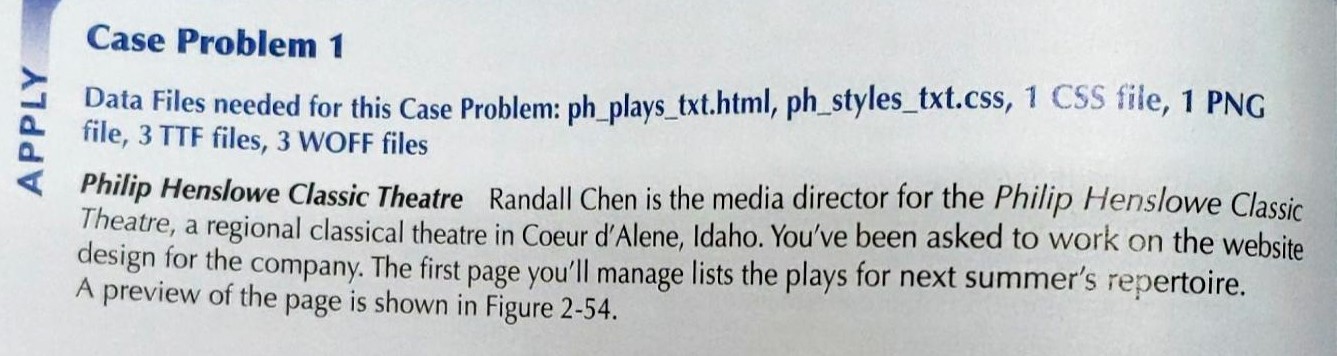 APPLY
Case Problem 1
Data Files needed for this Case Problem: ph_plays_txt.html, ph_styles_txt.css, 1 CSS file, 1 PNG
file, 3 TTF files, 3 WOFF files
Philip Henslowe Classic Theatre Randall Chen is the media director for the Philip Henslowe Classic
Theatre, a regional classical theatre in Coeur d'Alene, Idaho. You've been asked to work on the website
design for the company. The first page you'll manage lists the plays for next summer's repertoire.
A preview of the page is shown in Figure 2-54.